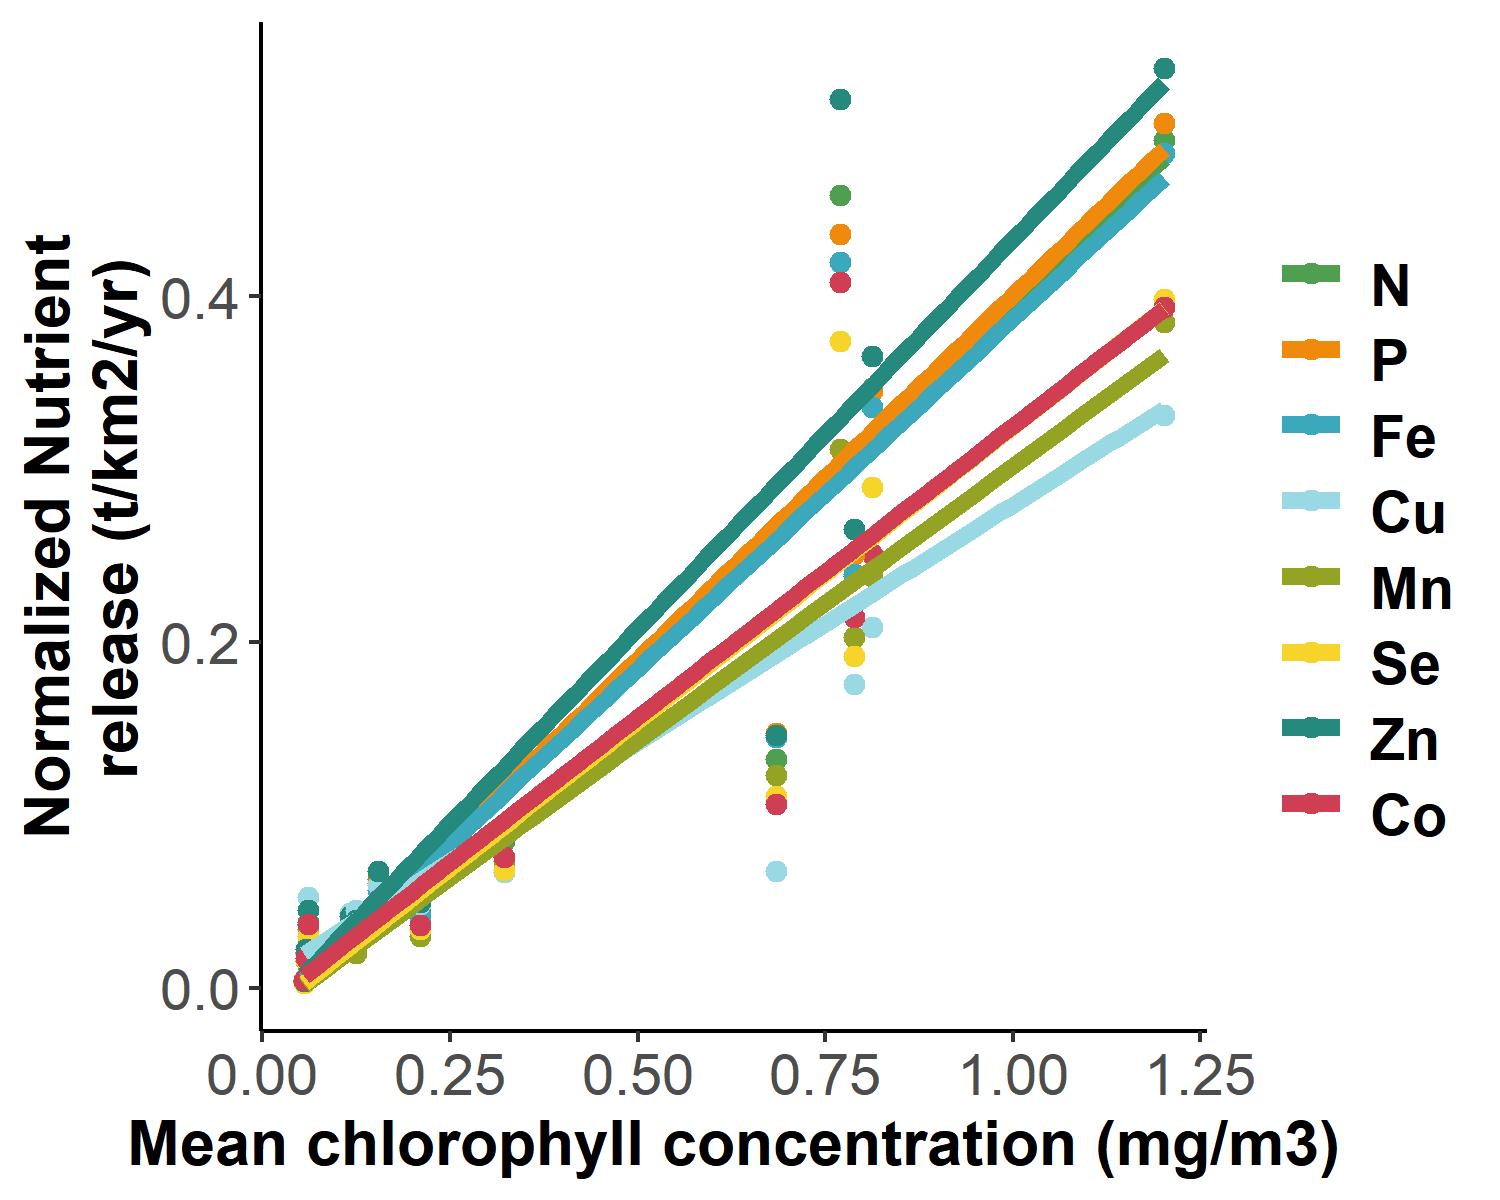 Normalized Nutrient
release (t/km2/yr)
0.4
0.2
0.0
0.00 0.25 0.50 0.75 1.00 1.25
Mean chlorophyll concentration (mg/m3)
N
P
Fe
Cu
Mn
Se
Zn
Co